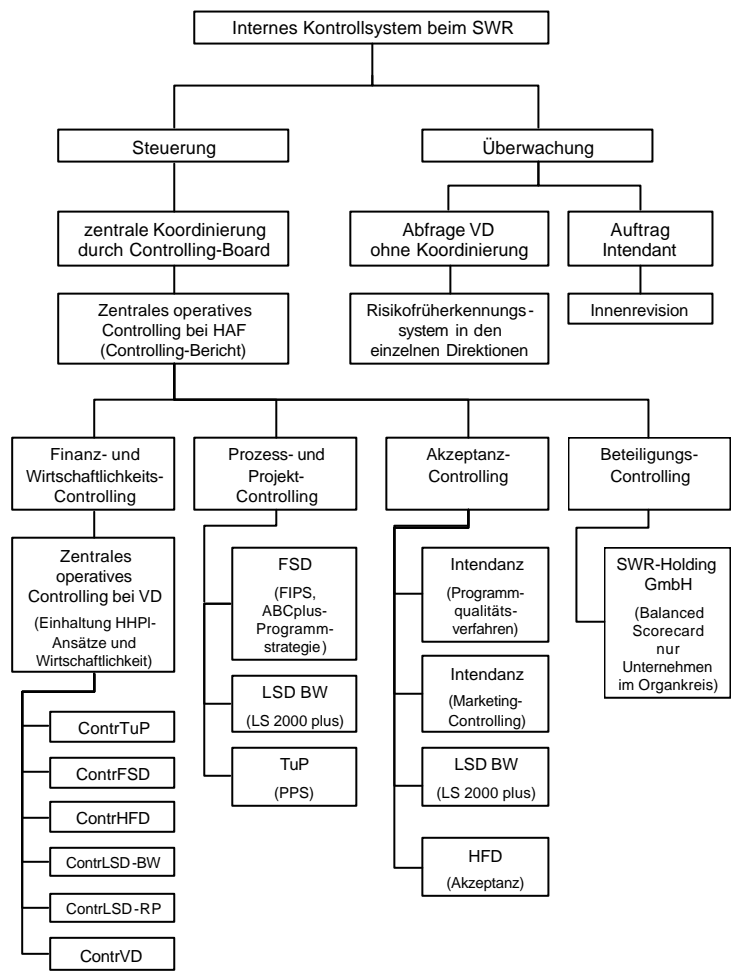 Internes Kontrollsystem beim SWR
Steuerung
Überwachung
zentrale Koordinierung
durch Controlling-Board
Abfrage VD
ohne Koordinierung
Auftrag
Intendant
Zentrales operatives
Controlling bei HAF
(Controlling-Bericht)
Risikofrüherkennungs-
system in den
einzelnen Direktionen
Innenrevision
Finanz- und
Wirtschaftlichkeits-
Controlling
Prozess- und
Projekt-
Controlling
Akzeptanz-
Controlling
Beteiligungs-
Controlling
Zentrales
operatives
Controlling bei VD
(Einhaltung HHPl-
Ansätze und
Wirtschaftlichkeit)
ContrTuP
ContrFSD
ContrHFD
ContrLSD-BW
ContrLSD-RP
ContrVD
FSD
(FIPS,
ABCplus-
Programm-
strategie)
LSD BW
(LS 2000 plus)
TuP
(PPS)
Intendanz
(Programm-
qualitäts-
verfahren)
Intendanz
(Marketing-
Controlling)
LSD BW
(LS 2000 plus)
HFD
(Akzeptanz)
SWR-Holding
GmbH
(Balanced
Scorecard
nur
Unternehmen
im Organkreis)